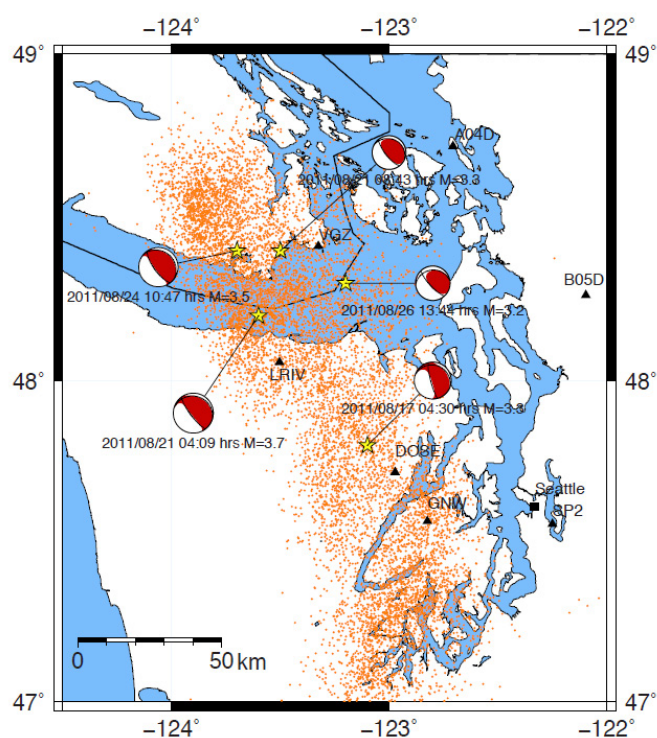 −124° −123° −122°
49° 49°
A04D
2011/08/21 08:43 hrs M=3.3
VGZ
B05D
2011/08/24 10:47 hrs M=3.5
2011/08/26 13:44 hrs M=3.2
LRIV
48° 48°
2011/08/17 04:30 hrs M=3.3
2011/08/21 04:09 hrs M=3.7
DOSE
Seattle
GNW
SP2
0 50 km
47° 47°
−124° −123° −122°